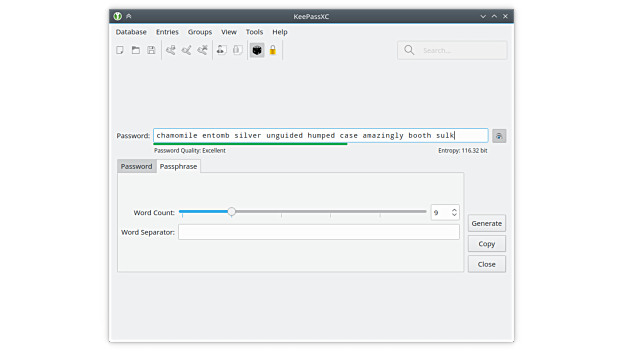 KeePassXC
Database Entries Groups View Tools Help
Search...
Password: chamomile entomb silver unguided humped case amazingly booth sulk
Password Quality: Excellent Entropy: 116.32 bit
Password Passphrase
Word Count: 9
Word Separator:
Generate
Copy
Close